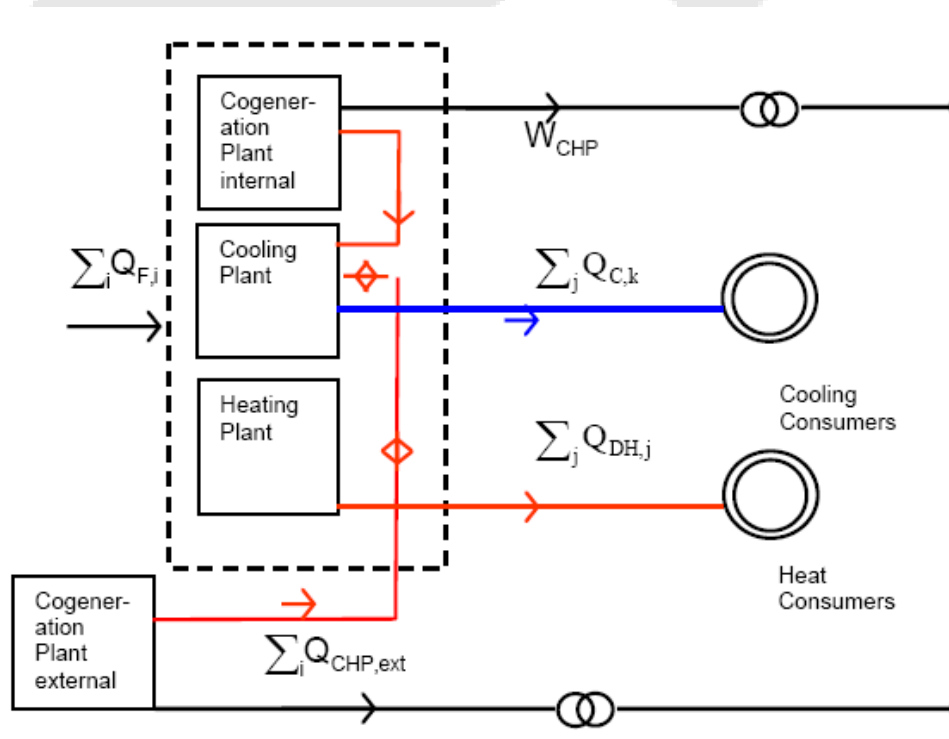 Cogener-
ation
Plant
internal
W_CHP
Cooling
Plant
∑_i Q_F,i
∑_j Q_C,k
Cooling
Consumers
Heating
Plant
∑_j Q_DH,j
Heat
Consumers
Cogener-
ation
Plant
external
∑_i Q_CHP,ext